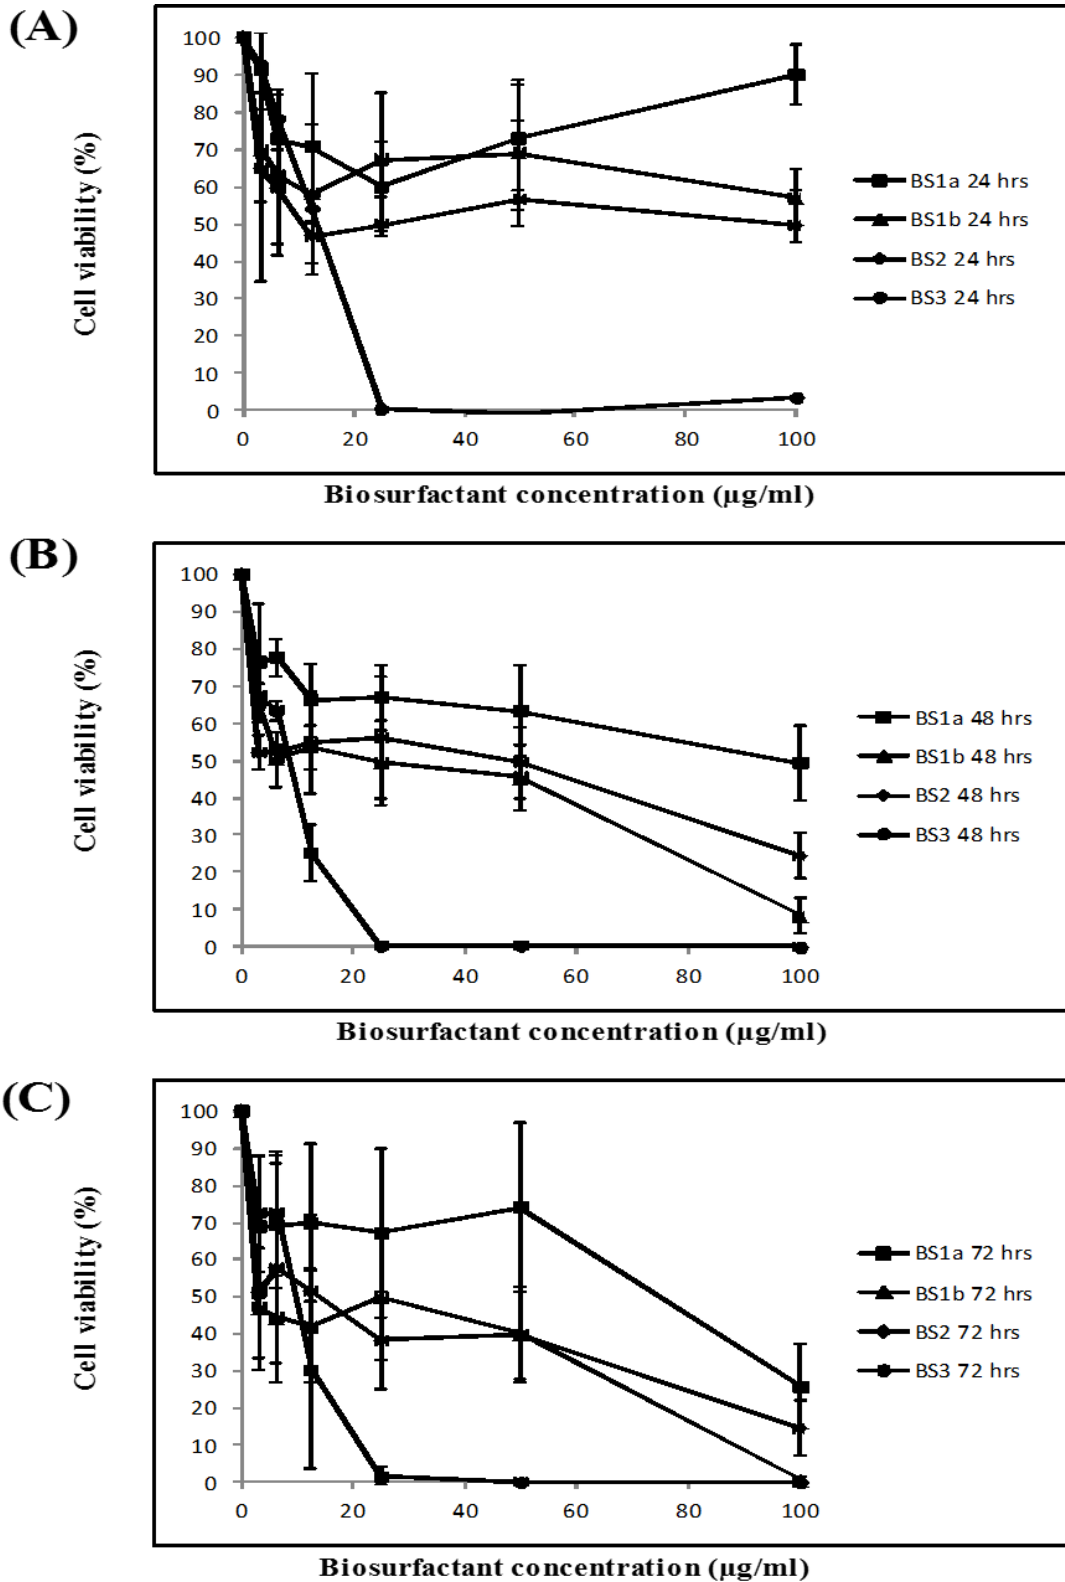 (A)
100
90
80
70
60
50
40
30
20
10
0
Cell viability (%)
0 20 40 60 80 100
Biosurfactant concentration (µg/ml)
BS1a 24 hrs
BS1b 24 hrs
BS2 24 hrs
BS3 24 hrs
(B)
100
90
80
70
60
50
40
30
20
10
0
Cell viability (%)
0 20 40 60 80 100
Biosurfactant concentration (µg/ml)
BS1a 48 hrs
BS1b 48 hrs
BS2 48 hrs
BS3 48 hrs
(C)
100
90
80
70
60
50
40
30
20
10
0
Cell viability (%)
0 20 40 60 80 100
Biosurfactant concentration (µg/ml)
BS1a 72 hrs
BS1b 72 hrs
BS2 72 hrs
BS3 72 hrs